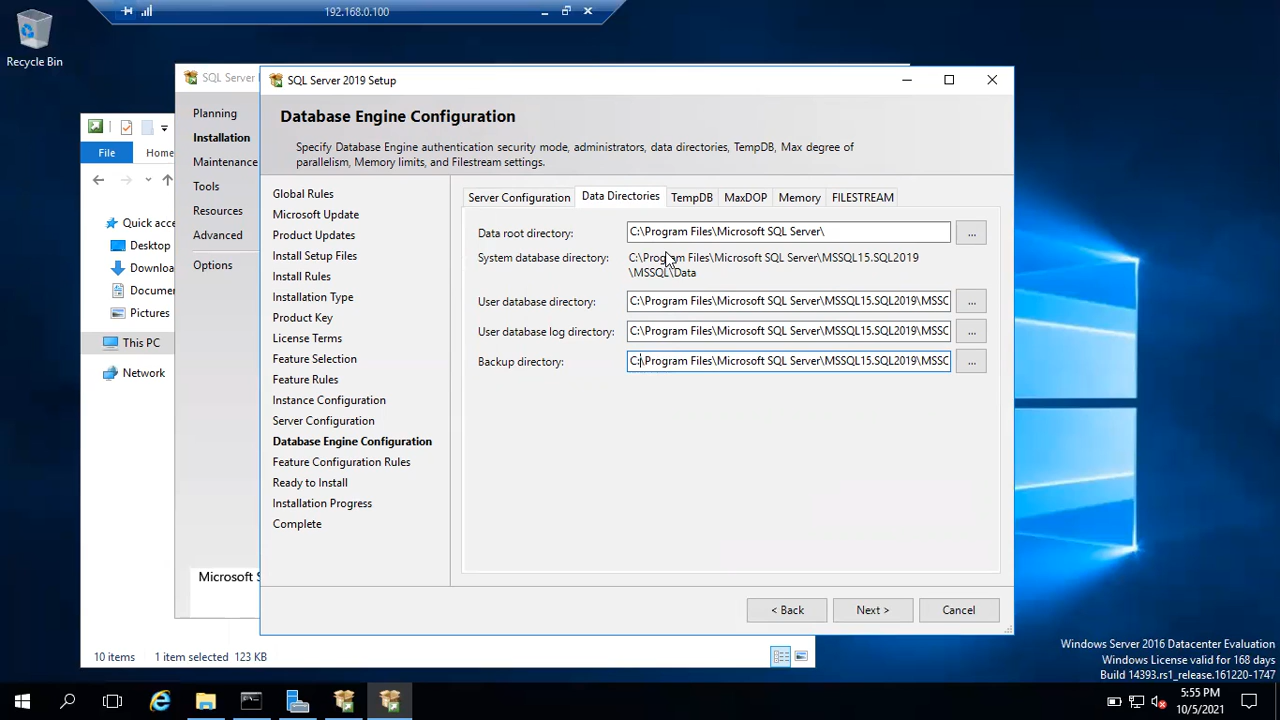 192.168.0.100
Recycle Bin
SQL Server
Planning
Installation
Maintenance
Tools
Resources
Advanced
Options
Microsoft S
File
Home
Quick acce
Desktop
Downloa
Documen
Pictures
This PC
Network
10 items
1 item selected 123 KB
SQL Server 2019 Setup
Database Engine Configuration
Specify Database Engine authentication security mode, administrators, data directories, TempDB, Max degree of
parallelism, Memory limits, and Filestream settings.
Global Rules
Microsoft Update
Product Updates
Install Setup Files
Install Rules
Installation Type
Product Key
License Terms
Feature Selection
Feature Rules
Instance Configuration
Server Configuration
Database Engine Configuration
Feature Configuration Rules
Ready to Install
Installation Progress
Complete
Server Configuration
Data Directories
TempDB
MaxDOP
Memory
FILESTREAM
Data root directory:
C:\Program Files\Microsoft SQL Server\
...
System database directory:
C:\Program Files\Microsoft SQL Server\MSSQL15.SQL2019
\MSSQL\Data
User database directory:
C:\Program Files\Microsoft SQL Server\MSSQL15.SQL2019\MSSC
...
User database log directory:
C:\Program Files\Microsoft SQL Server\MSSQL15.SQL2019\MSSC
...
Backup directory:
C:\Program Files\Microsoft SQL Server\MSSQL15.SQL2019\MSSC
...
< Back
Next >
Cancel
Windows Server 2016 Datacenter Evaluation
Windows License valid for 168 days
Build 14393.rs1_release.161220-1747
5:55 PM
10/5/2021